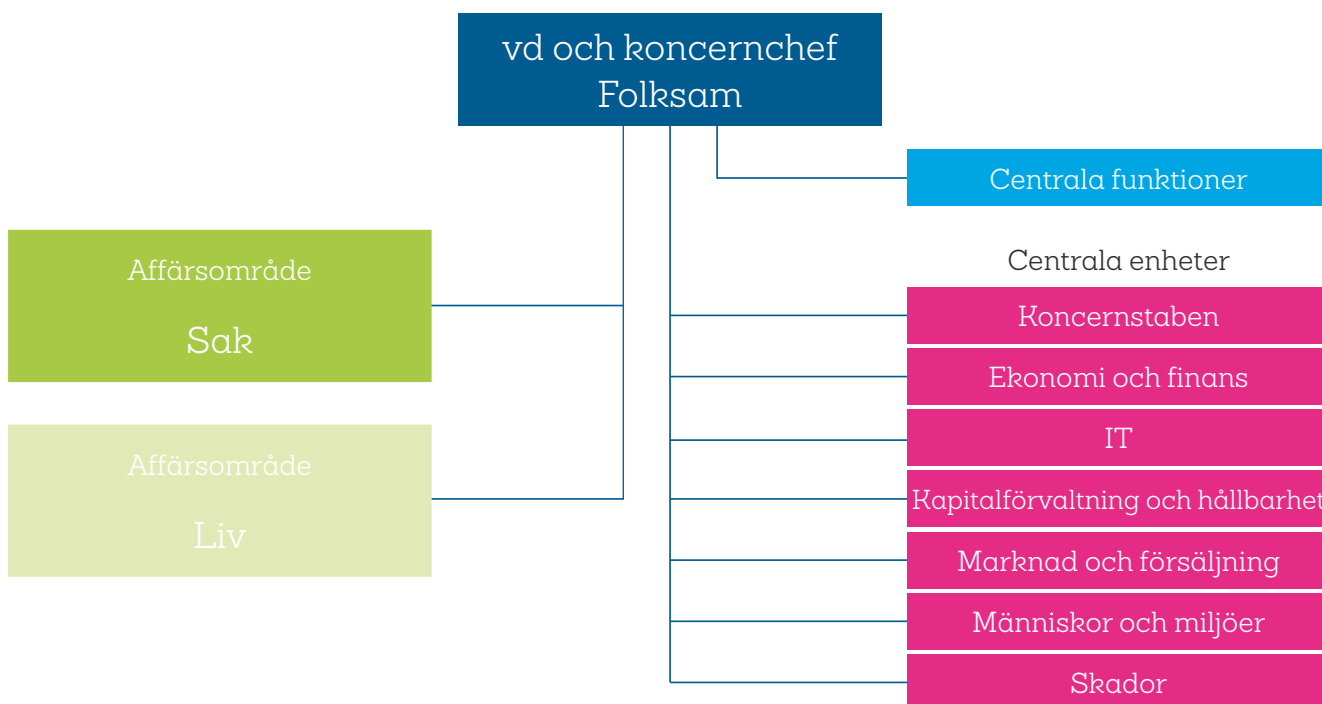 vd och koncernchef
Folksam
Centrala funktioner
Affärsområde
Sak
Affärsområde
Liv
Centrala enheter
Koncernstaben
Ekonomi och finans
IT
Kapitalförvaltning och hållbarhet
Marknad och försäljning
Människor och miljöer
Skador